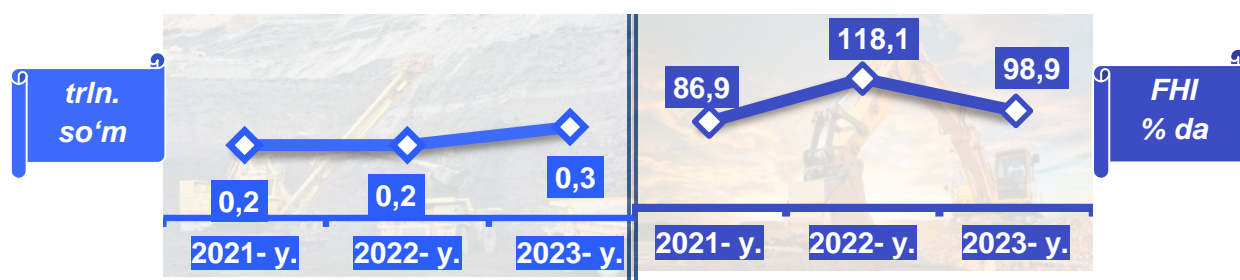 trln.
so‘m
0,2
0,2
0,3
2021- y.
2022- y.
2023- y.
86,9
118,1
98,9
2021- y.
2022- y.
2023- y.
FHI
% da